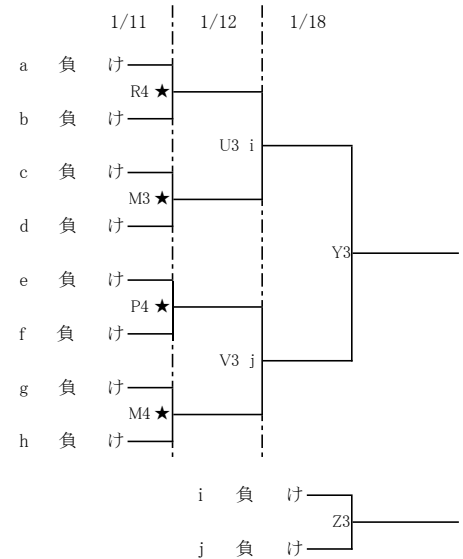 1/11 1/12 1/18
a 負け
R4 ★
b 負け
U3 i
c 負け
M3 ★
d 負け
Y3
e 負け
P4 ★
f 負け
V3 j
g 負け
M4 ★
h 負け
i 負け
Z3
j 負け